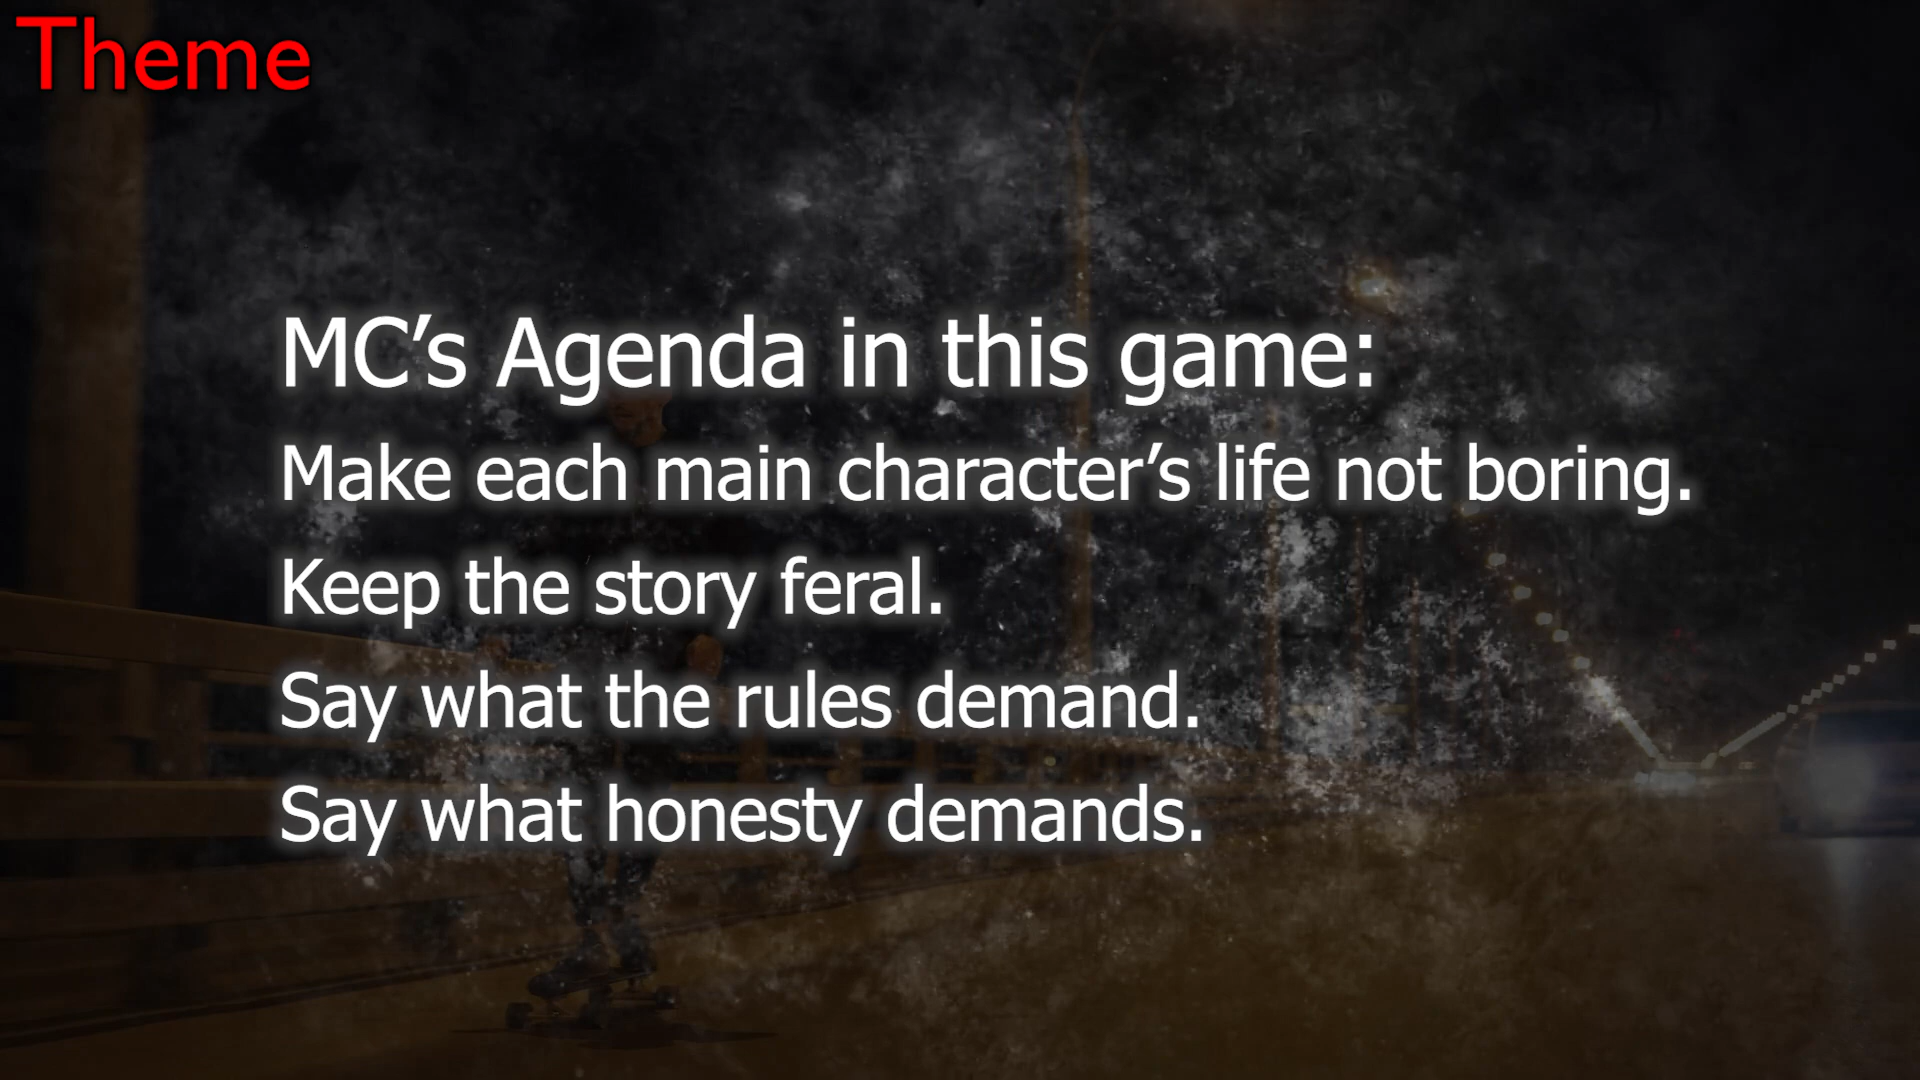 Theme
MC’s Agenda in this game:
Make each main character’s life not boring.
Keep the story feral.
Say what the rules demand.
Say what honesty demands.